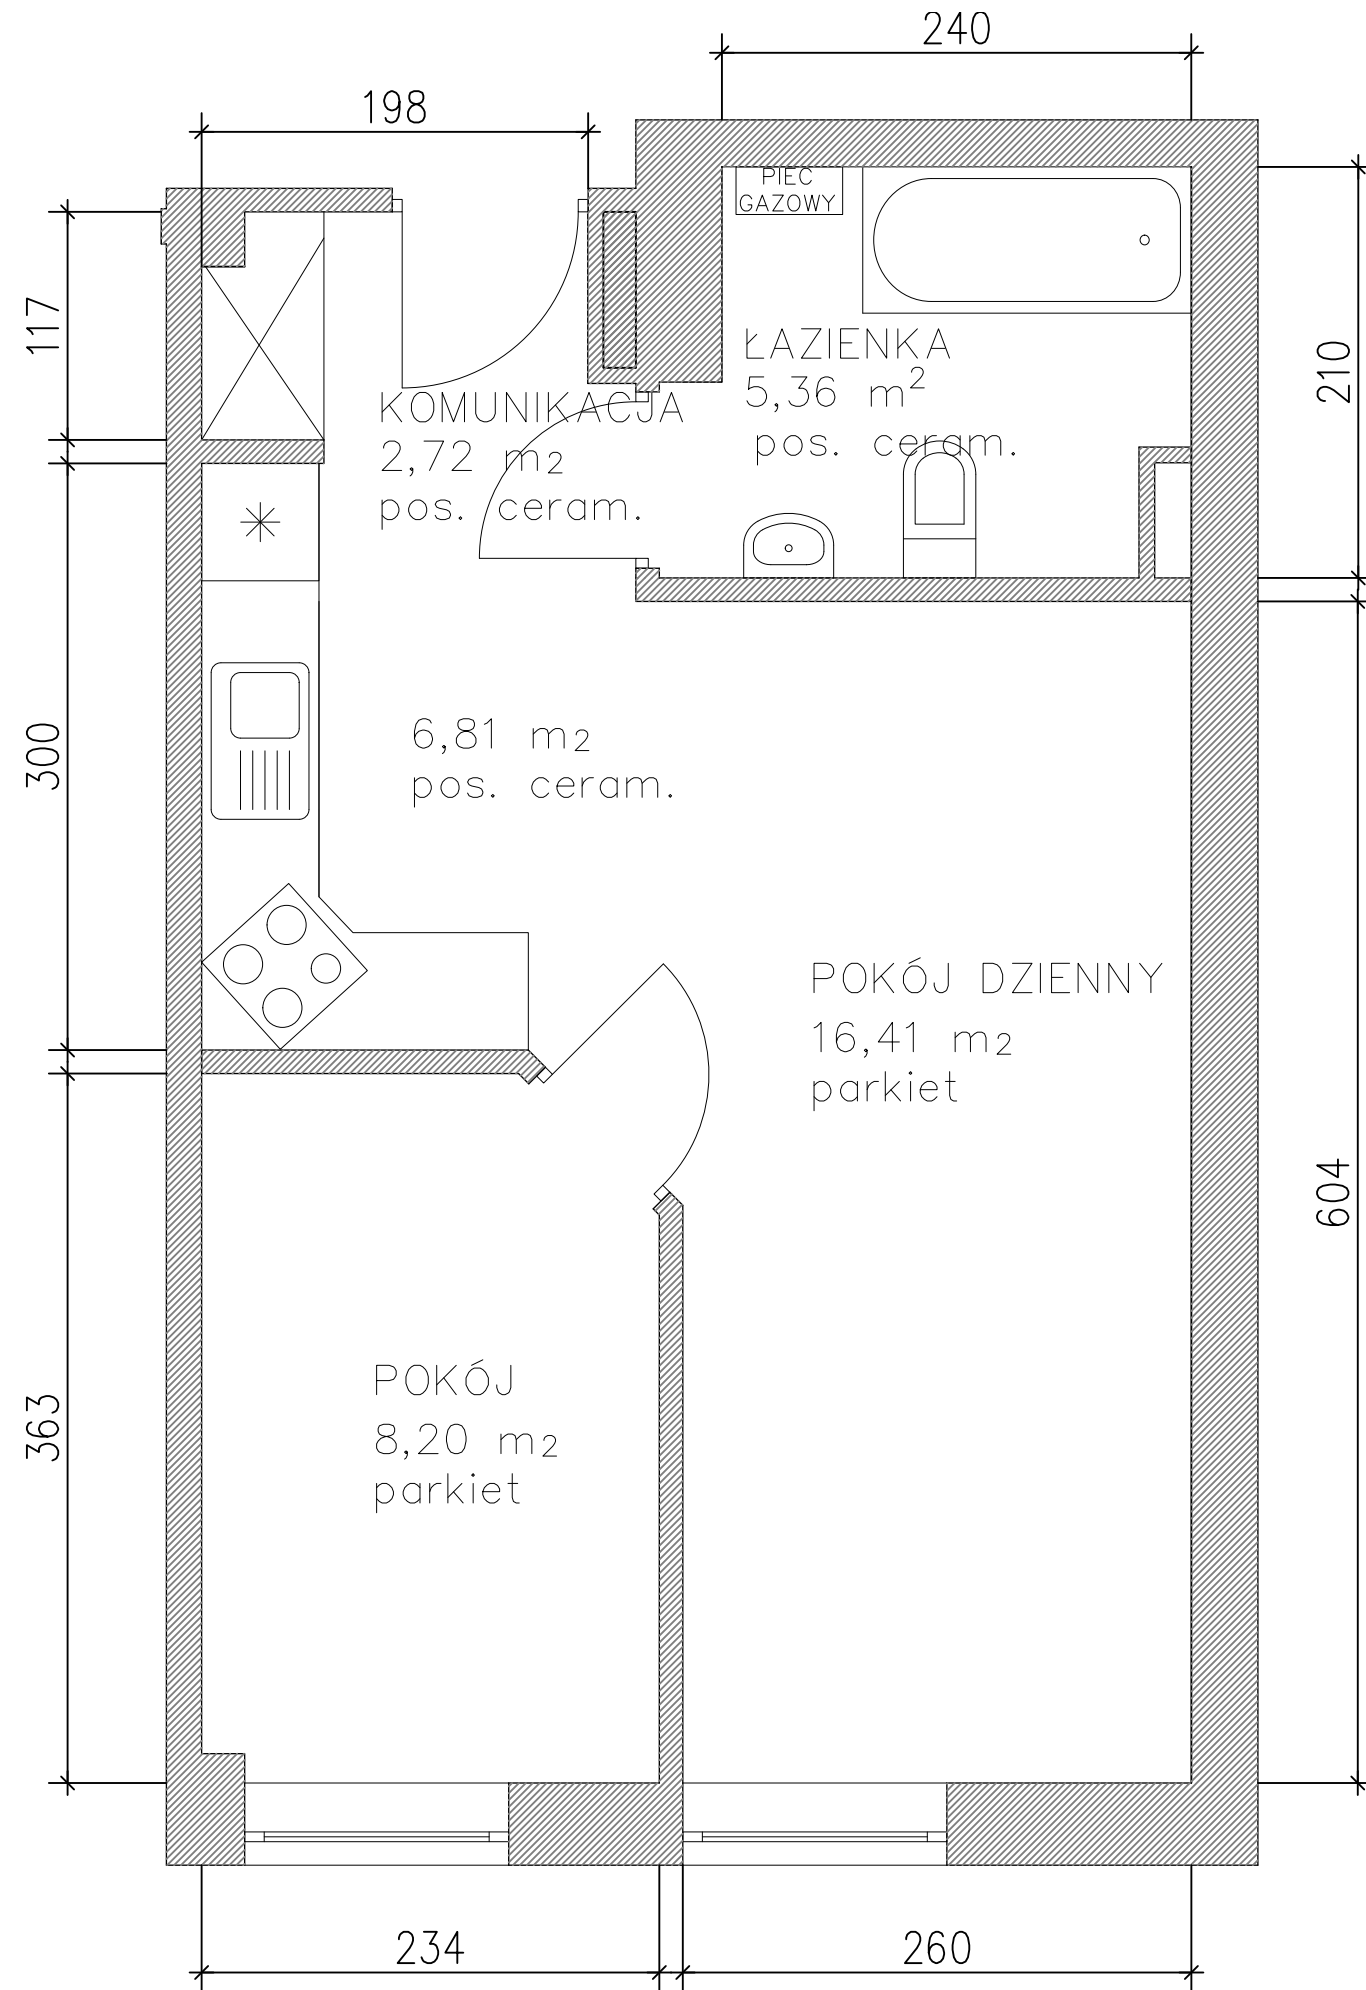 240
198
PIEC
GAZOWY
117
ŁAZIENKA
5,36 m²
pos. ceram.
210
KOMUNIKACJA
2,72 m2
pos. ceram.
300
6,81 m2
pos. ceram.
POKÓJ DZIENNY
16,41 m2
parkiet
604
363
POKÓJ
8,20 m2
parkiet
234
260